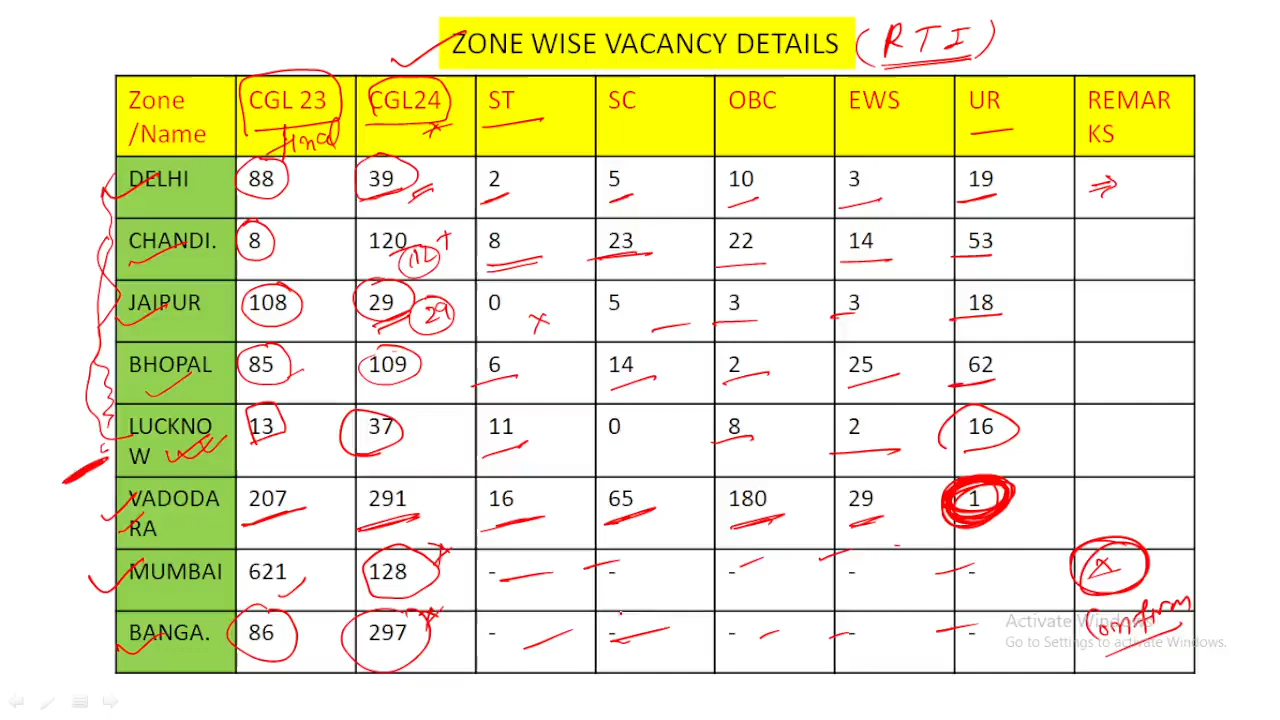 ZONE WISE VACANCY DETAILS (RTI)
Zone /Name CGL 23 CGL24 ST SC OBC EWS UR REMARKS
final
DELHI 88 39 2 5 10 3 19
CHANDI. 8 120 8 23 22 14 53
112
JAIPUR 108 29 0 5 3 3 18
29
BHOPAL 85 109 6 14 2 25 62
LUCKNOW 13 37 11 0 8 2 16
VADODARA 207 291 16 65 180 29 1
MUMBAI 621 128 - - - - -
BANGA. 86 297 - - - - -
Confirm
Activate Windows
Go to Settings to activate Windows.